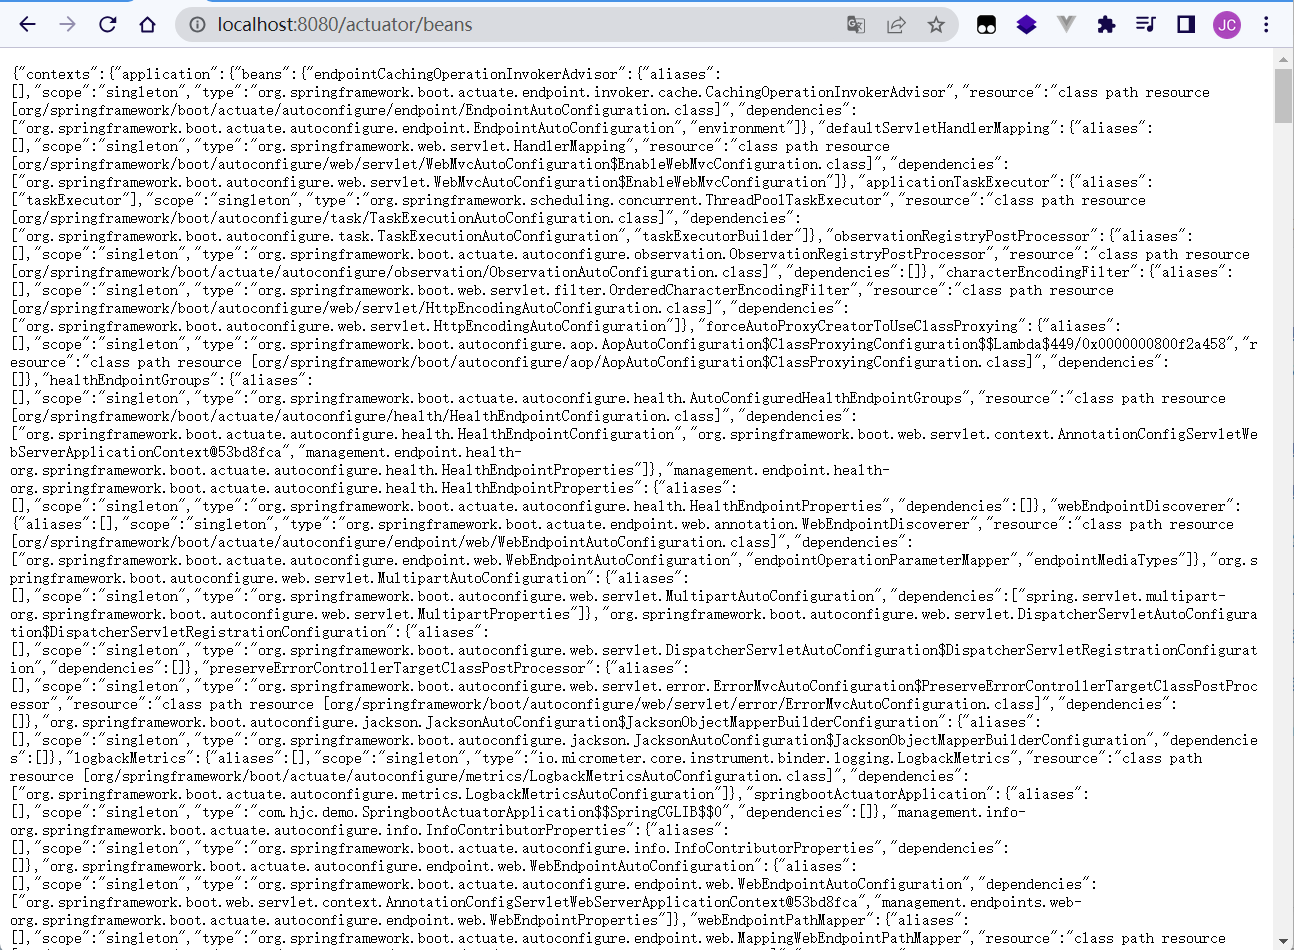 localhost:8080/actuator/beans
JC
{"contexts":{"application":{"beans":{"endpointCachingOperationInvokerAdvisor":{"aliases":
[],"scope":"singleton","type":"org.springframework.boot.actuate.endpoint.invoker.cache.CachingOperationInvokerAdvisor","resource":"class path resource
[org/springframework/boot/actuate/autoconfigure/endpoint/EndpointAutoConfiguration.class]","dependencies":
["org.springframework.boot.actuate.autoconfigure.endpoint.EndpointAutoConfiguration","environment"]},"defaultServletHandlerMapping":{"aliases":
[],"scope":"singleton","type":"org.springframework.web.servlet.HandlerMapping","resource":"class path resource
[org/springframework/boot/autoconfigure/web/servlet/WebMvcAutoConfiguration$EnableWebMvcConfiguration.class]","dependencies":
["org.springframework.boot.autoconfigure.web.servlet.WebMvcAutoConfiguration$EnableWebMvcConfiguration"]},"applicationTaskExecutor":{"aliases":
["taskExecutor"],"scope":"singleton","type":"org.springframework.scheduling.concurrent.ThreadPoolTaskExecutor","resource":"class path resource
[org/springframework/boot/autoconfigure/task/TaskExecutionAutoConfiguration.class]","dependencies":
["org.springframework.boot.autoconfigure.task.TaskExecutionAutoConfiguration","taskExecutorBuilder"]},"observationRegistryPostProcessor":{"aliases":
[],"scope":"singleton","type":"org.springframework.boot.actuate.autoconfigure.observation.ObservationRegistryPostProcessor","resource":"class path resource
[org/springframework/boot/actuate/autoconfigure/observation/ObservationAutoConfiguration.class]","dependencies":[]},"characterEncodingFilter":{"aliases":
[],"scope":"singleton","type":"org.springframework.boot.web.servlet.filter.OrderedCharacterEncodingFilter","resource":"class path resource
[org/springframework/boot/autoconfigure/web/servlet/HttpEncodingAutoConfiguration.class]","dependencies":
["org.springframework.boot.autoconfigure.web.servlet.HttpEncodingAutoConfiguration"]},"forceAutoProxyCreatorToUseClassProxying":{"aliases":
[],"scope":"singleton","type":"org.springframework.boot.autoconfigure.aop.AopAutoConfiguration$ClassProxyingConfiguration$$Lambda$449/0x0000000800f2a458","r
esource":"class path resource [org/springframework/boot/autoconfigure/aop/AopAutoConfiguration$ClassProxyingConfiguration.class]","dependencies":
[]},"healthEndpointGroups":{"aliases":
[],"scope":"singleton","type":"org.springframework.boot.actuate.autoconfigure.health.AutoConfiguredHealthEndpointGroups","resource":"class path resource
[org/springframework/boot/actuate/autoconfigure/health/HealthEndpointConfiguration.class]","dependencies":
["org.springframework.boot.actuate.autoconfigure.health.HealthEndpointConfiguration","org.springframework.boot.web.servlet.context.AnnotationConfigServletWe
bServerApplicationContext@53bd8fca","management.endpoint.health-
org.springframework.boot.actuate.autoconfigure.health.HealthEndpointProperties"]},"management.endpoint.health-
org.springframework.boot.actuate.autoconfigure.health.HealthEndpointProperties":{"aliases":
[],"scope":"singleton","type":"org.springframework.boot.actuate.autoconfigure.health.HealthEndpointProperties","dependencies":[]},"webEndpointDiscoverer":
{"aliases":[],"scope":"singleton","type":"org.springframework.boot.actuate.endpoint.web.annotation.WebEndpointDiscoverer","resource":"class path resource
[org/springframework/boot/actuate/autoconfigure/endpoint/web/WebEndpointAutoConfiguration.class]","dependencies":
["org.springframework.boot.actuate.autoconfigure.endpoint.web.WebEndpointAutoConfiguration","endpointOperationParameterMapper","endpointMediaTypes"]},"org.s
pringframework.boot.autoconfigure.web.servlet.MultipartAutoConfiguration":{"aliases":
[],"scope":"singleton","type":"org.springframework.boot.autoconfigure.web.servlet.MultipartAutoConfiguration","dependencies":["spring.servlet.multipart-
org.springframework.boot.autoconfigure.web.servlet.MultipartProperties"]},"org.springframework.boot.autoconfigure.web.servlet.DispatcherServletAutoConfigura
tion$DispatcherServletRegistrationConfiguration":{"aliases":
[],"scope":"singleton","type":"org.springframework.boot.autoconfigure.web.servlet.DispatcherServletAutoConfiguration$DispatcherServletRegistrationConfigurat
ion","dependencies":[]},"preserveErrorControllerTargetClassPostProcessor":{"aliases":
[],"scope":"singleton","type":"org.springframework.boot.autoconfigure.web.servlet.error.ErrorMvcAutoConfiguration$PreserveErrorControllerTargetClassPostProc
essor","resource":"class path resource [org/springframework/boot/autoconfigure/web/servlet/error/ErrorMvcAutoConfiguration.class]","dependencies":
[]},"org.springframework.boot.autoconfigure.jackson.JacksonAutoConfiguration$JacksonObjectMapperBuilderConfiguration":{"aliases":
[],"scope":"singleton","type":"org.springframework.boot.autoconfigure.jackson.JacksonAutoConfiguration$JacksonObjectMapperBuilderConfiguration","dependencie
s":[]},"logbackMetrics":{"aliases":[],"scope":"singleton","type":"io.micrometer.core.instrument.binder.logging.LogbackMetrics","resource":"class path
resource [org/springframework/boot/actuate/autoconfigure/metrics/LogbackMetricsAutoConfiguration.class]","dependencies":
["org.springframework.boot.actuate.autoconfigure.metrics.LogbackMetricsAutoConfiguration"]},"springbootActuatorApplication":{"aliases":
[],"scope":"singleton","type":"com.hjc.demo.SpringbootActuatorApplication$$SpringCGLIB$$0","dependencies":[]},"management.info-
org.springframework.boot.actuate.autoconfigure.info.InfoContributorProperties":{"aliases":
[],"scope":"singleton","type":"org.springframework.boot.actuate.autoconfigure.info.InfoContributorProperties","dependencies":
[]},"org.springframework.boot.actuate.autoconfigure.endpoint.web.WebEndpointAutoConfiguration":{"aliases":
[],"scope":"singleton","type":"org.springframework.boot.actuate.autoconfigure.endpoint.web.WebEndpointAutoConfiguration","dependencies":
["org.springframework.boot.web.servlet.context.AnnotationConfigServletWebServerApplicationContext@53bd8fca","management.endpoints.web-
org.springframework.boot.actuate.autoconfigure.endpoint.web.WebEndpointProperties"]},"webEndpointPathMapper":{"aliases":
[],"scope":"singleton","type":"org.springframework.boot.actuate.autoconfigure.endpoint.web.MappingWebEndpointPathMapper","resource":"class path resource